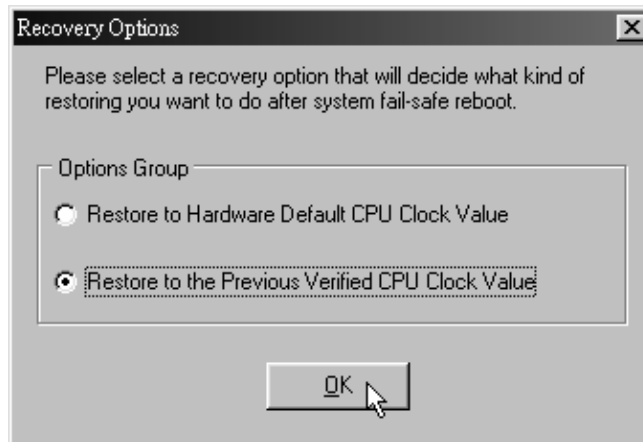 Recovery Options
Please select a recovery option that will decide what kind of
restoring you want to do after system fail-safe reboot.
Options Group
Restore to Hardware Default CPU Clock Value
Restore to the Previous Verified CPU Clock Value
OK